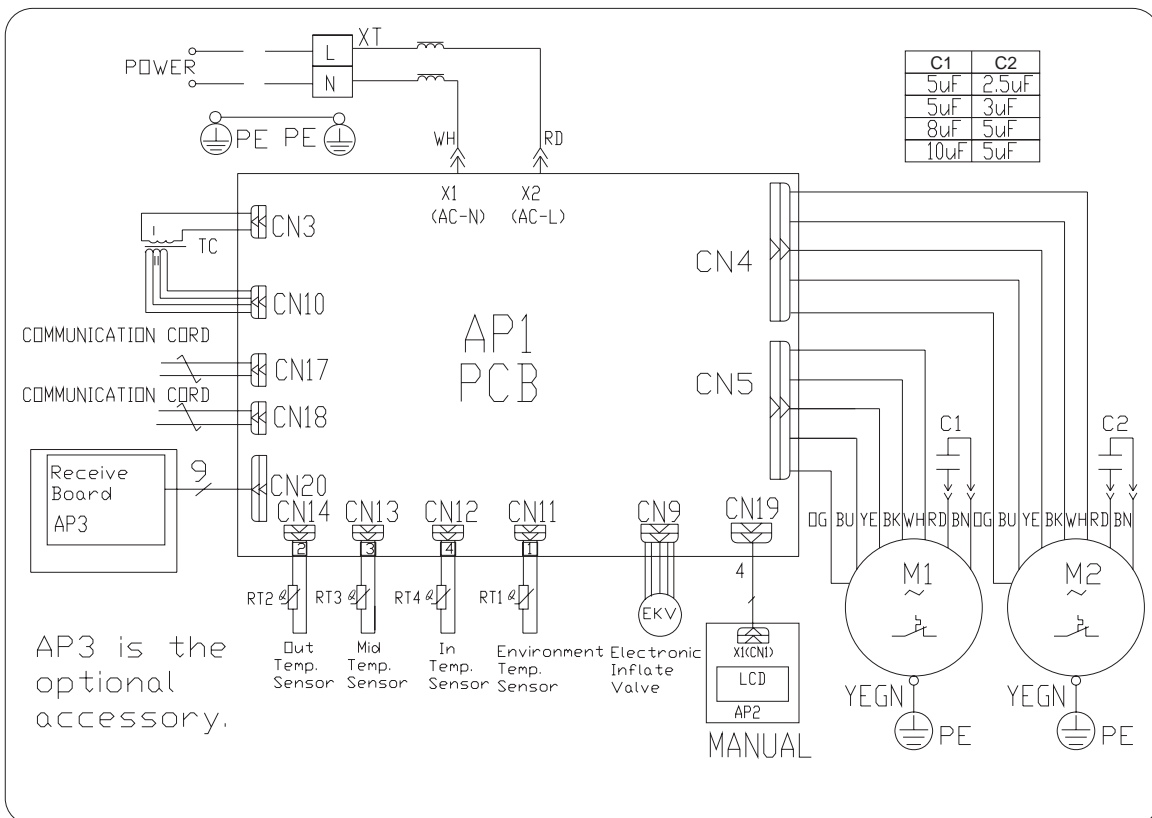 XT
L
POWER
N
PE PE
WH
RD
C1 C2
5uF 2.5uF
5uF 3uF
8uF 5uF
10uF 5uF
X1
(AC-N)
X2
(AC-L)
I
TC
II
CN3
CN10
COMMUNICATION CORD
CN17
COMMUNICATION CORD
CN18
AP1
PCB
CN4
CN5
Receive
Board
AP3
9
CN20
CN14
CN13
CN12
CN11
CN9
CN19
2
3
4
1
RT2
RT3
RT4
RT1
EKV
4
Out
Temp.
Sensor
Mid
Temp.
Sensor
In
Temp.
Sensor
Environment
Temp.
Sensor
Electronic
Inflate
Valve
X1(CN1)
LCD
AP2
MANUAL
C1
C2
OG BU YE BK WH RD BN
OG BU YE BK WH RD BN
M1
~
M2
~
YEGN
PE
YEGN
PE
AP3 is the
optional
accessory.